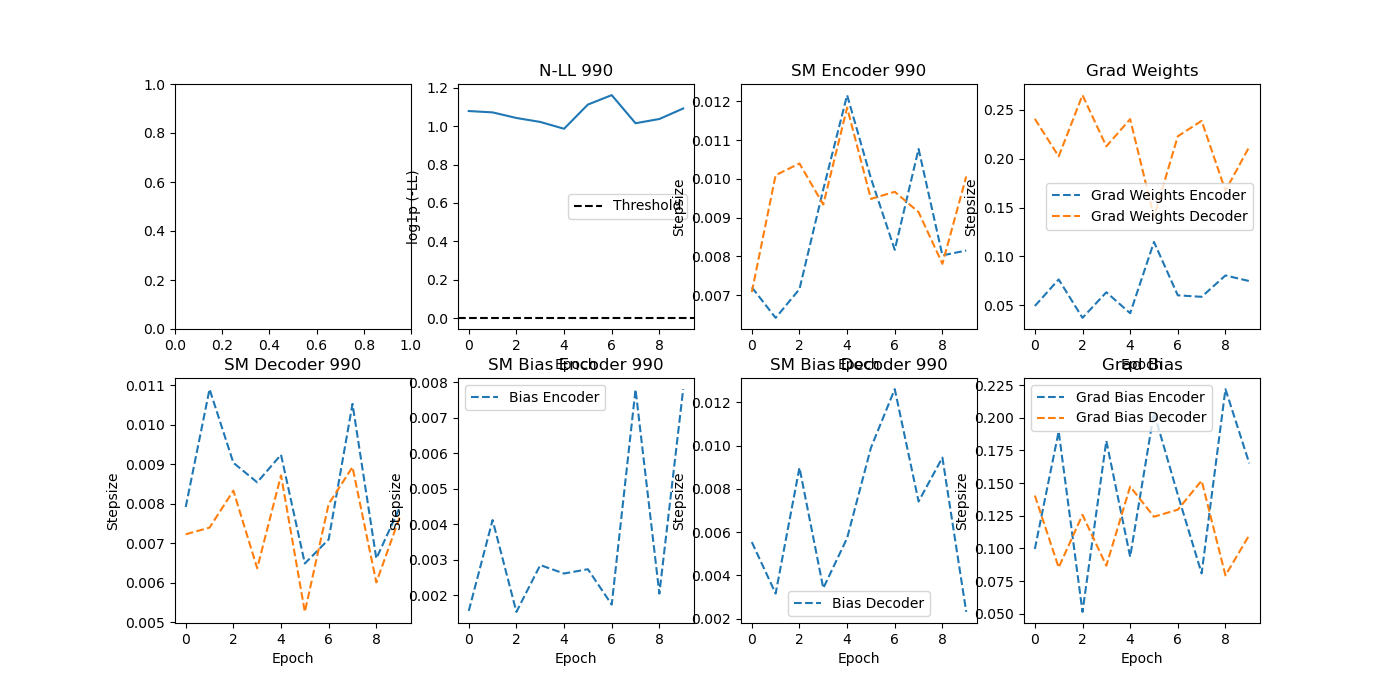 N-LL 990
SM Encoder 990
Grad Weights
1.0
0.8
0.6
0.4
0.2
0.0
0.0 0.2 0.4 0.6 0.8 1.0
log1p (-LL)
1.2
1.0
0.8
0.6
0.4
0.2
0.0
Threshold
0 2 4 6 8
Epoch
Stepsize
0.012
0.011
0.010
0.009
0.008
0.007
0 2 4 6 8
Epoch
Stepsize
0.25
0.20
0.15
0.10
0.05
Grad Weights Encoder
Grad Weights Decoder
0 2 4 6 8
Epoch
SM Decoder 990
SM Bias Encoder 990
SM Bias Decoder 990
Grad Bias
Stepsize
0.011
0.010
0.009
0.008
0.007
0.006
0.005
0 2 4 6 8
Epoch
Stepsize
0.008
0.007
0.006
0.005
0.004
0.003
0.002
Bias Encoder
0 2 4 6 8
Epoch
Stepsize
0.012
0.010
0.008
0.006
0.004
0.002
Bias Decoder
0 2 4 6 8
Epoch
Stepsize
0.225
0.200
0.175
0.150
0.125
0.100
0.075
0.050
Grad Bias Encoder
Grad Bias Decoder
0 2 4 6 8
Epoch